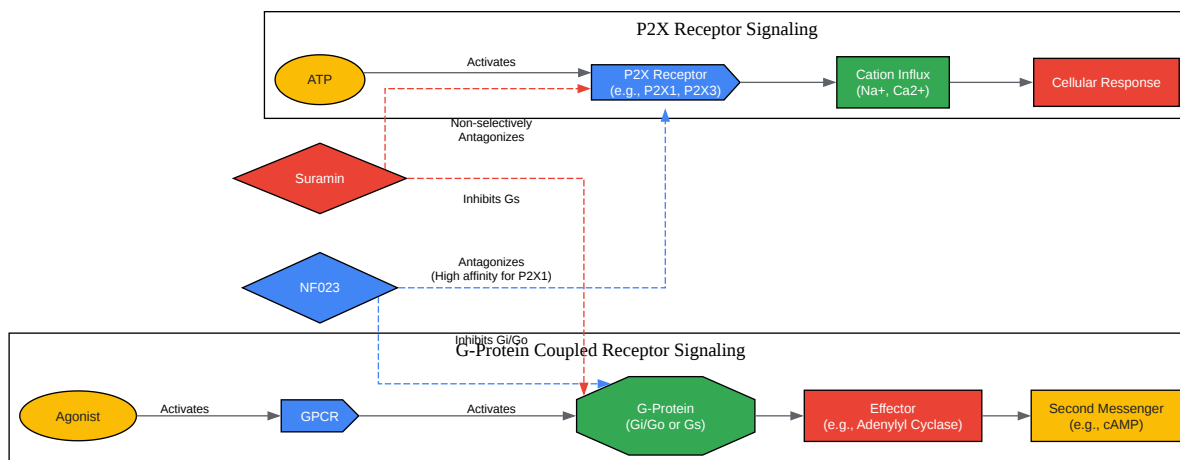 P2X Receptor Signaling
ATP
Activates
P2X Receptor
(e.g., P2X1, P2X3)
Cation Influx
(Na+, Ca2+)
Cellular Response
Non-selectively
Antagonizes
Suramin
Inhibits Gs
NF023
Antagonizes
(High affinity for P2X1)
Inhibits Gi/Go
G-Protein Coupled Receptor Signaling
Agonist
Activates
GPCR
Activates
G-Protein
(Gi/Go or Gs)
Effector
(e.g., Adenylyl Cyclase)
Second Messenger
(e.g., cAMP)